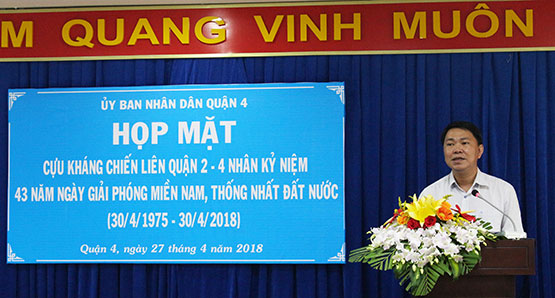 M QUANG VINH MUÔN
ỦY BAN NHÂN DÂN QUẬN 4
HỌP MẶT
CỰU KHÁNG CHIẾN LIÊN QUẬN 2 - 4 NHÂN KỶ NIỆM
43 NĂM NGÀY GIẢI PHÓNG MIỀN NAM, THỐNG NHẤT ĐẤT NƯỚC
(30/4/1975 - 30/4/2018)
Quận 4, ngày 27 tháng 4 năm 2018